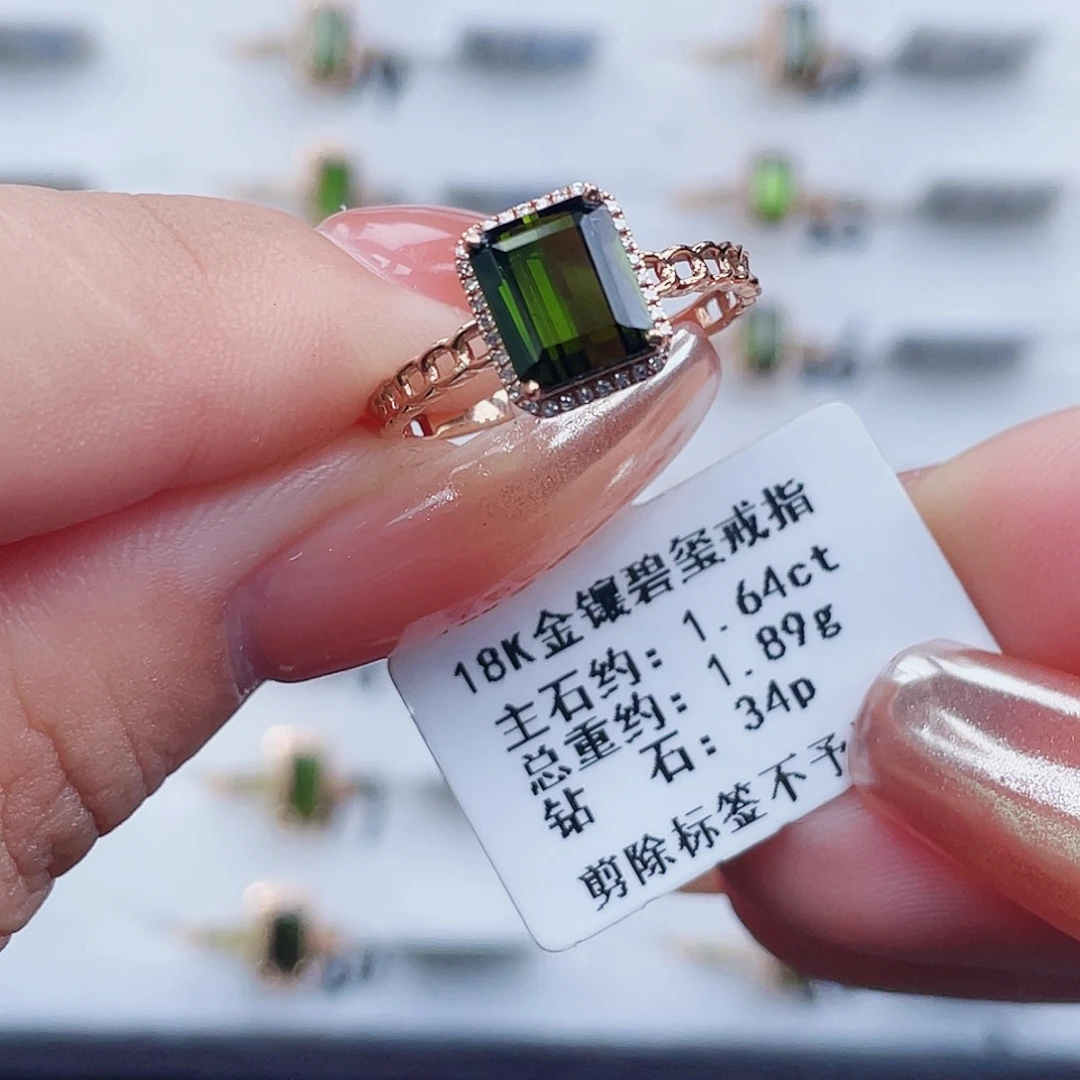 18K金镶碧玺戒指
主石约: 1.64ct
总重约: 1.89g
钻 石: 34p
剪除标签不予